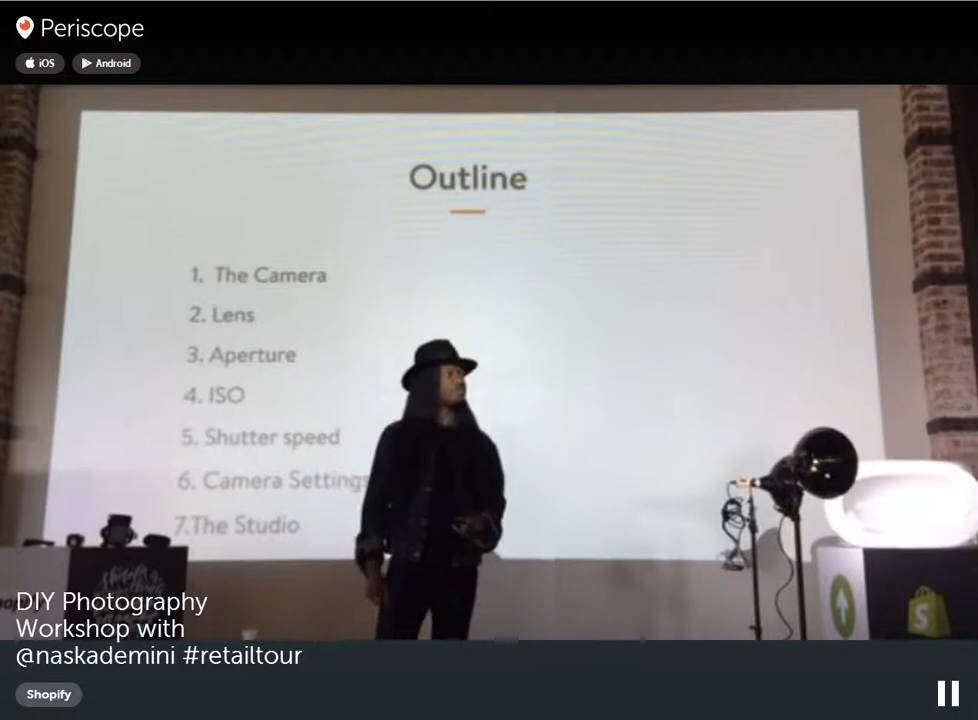 Periscope
iOS
Android
Outline
1. The Camera
2. Lens
3. Aperture
4. ISO
5. Shutter speed
6. Camera Settings
7.The Studio
DIY Photography
Workshop with
@naskademini #retailtour
Shopify
S